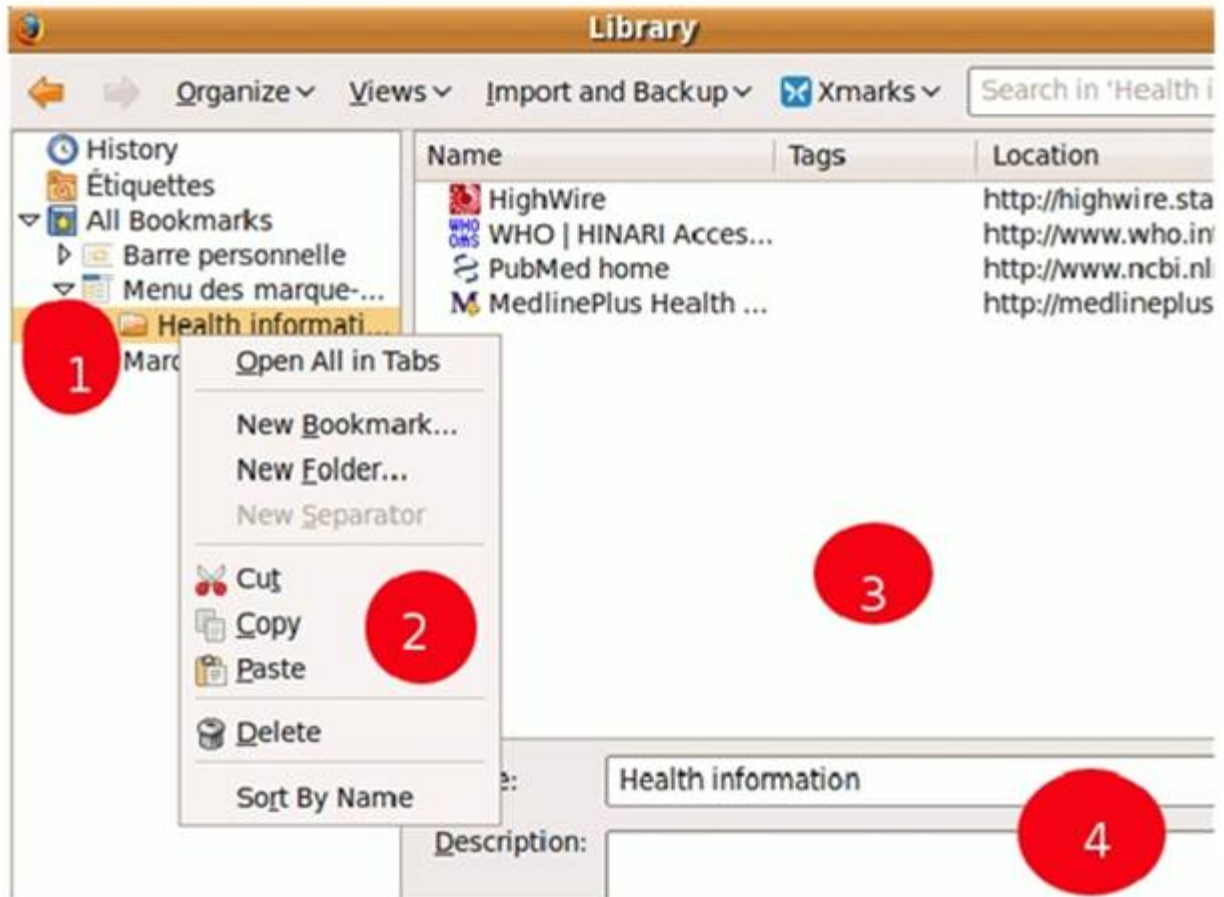 Library
Organize Views Import and Backup Xmarks Search in 'Health i
History
Étiquettes
All Bookmarks
Barre personnelle
Menu des marque-...
Health informati...
Marq
1
Open All in Tabs
New Bookmark...
New Folder...
New Separator
Cut
Copy
Paste
2
Delete
Sort By Name
Name Tags Location
HighWire http://highwire.sta
WHO | HINARI Acces... http://www.who.int
PubMed home http://www.ncbi.nl
MedlinePlus Health ... http://medlineplus
3
Health information
Description:
4